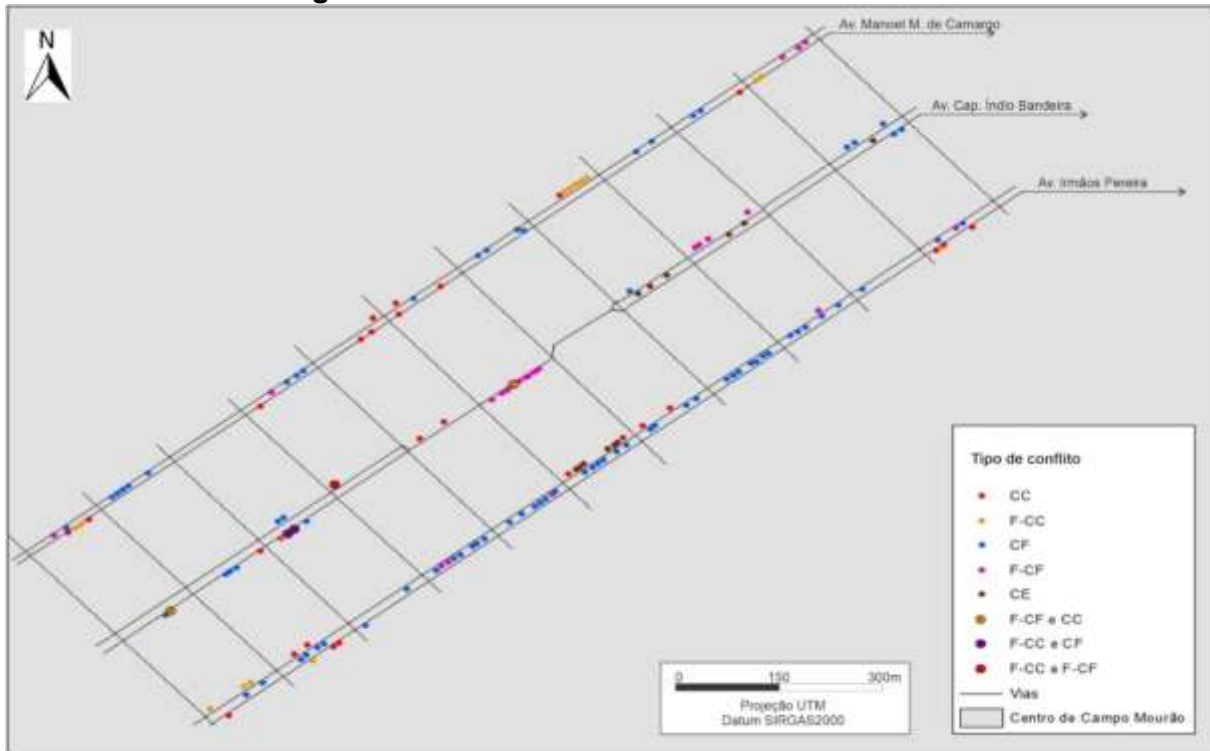 N
Av. Manoel M. de Camargo
Av. Cap. Índio Bandeira
Av. Irmãos Pereira
Tipo de conflito
CC
F-CC
CF
F-CF
CE
F-CF e CC
F-CC e CF
F-CC e F-CF
Vias
Centro de Campo Mourão
0 150 300m
Projeção UTM
Datum SIRGAS2000